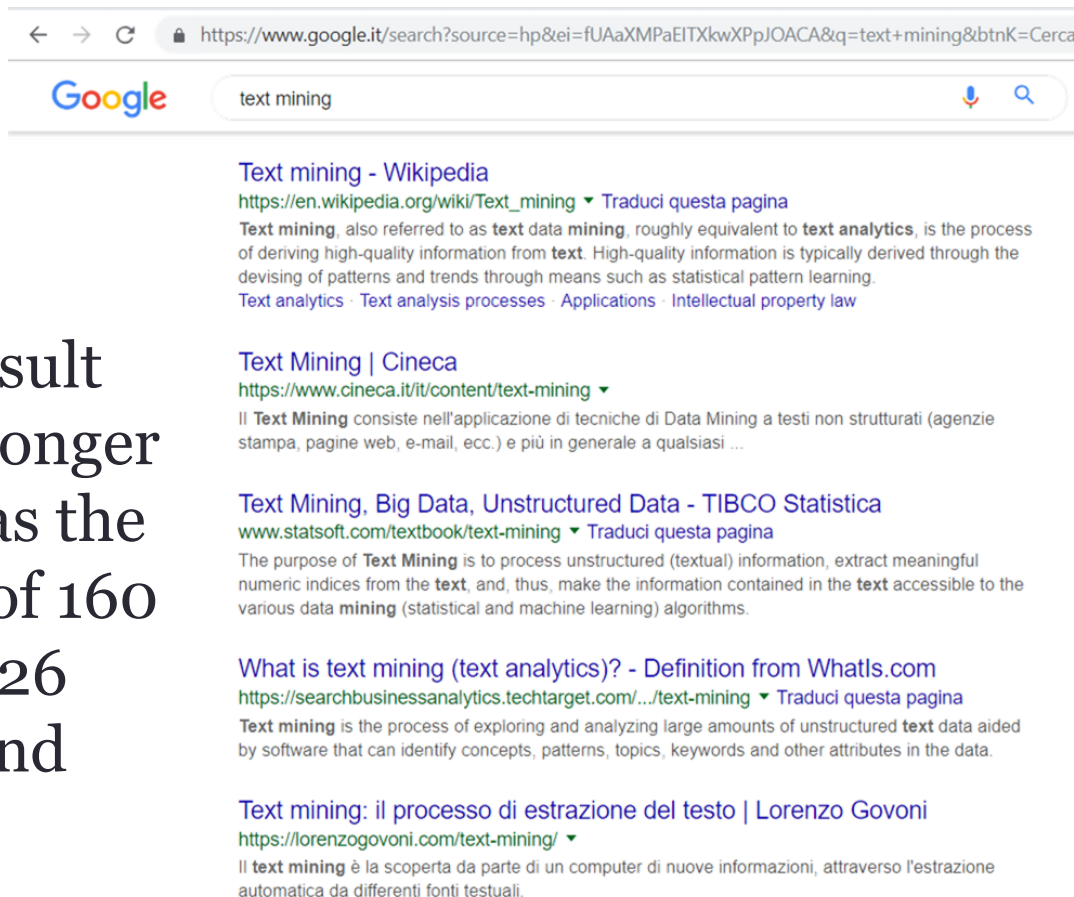 https://www.google.it/search?source=hp&ei=fUAaXMPaEITXkwXPpJOACA&q=text+mining&btnK=Cerca
Google
text mining
Text mining - Wikipedia
https://en.wikipedia.org/wiki/Text_mining ▼ Traduci questa pagina
Text mining, also referred to as text data mining, roughly equivalent to text analytics, is the process
of deriving high-quality information from text. High-quality information is typically derived through the
devising of patterns and trends through means such as statistical pattern learning.
Text analytics · Text analysis processes · Applications · Intellectual property law
Text Mining | Cineca
https://www.cineca.it/it/content/text-mining ▼
Il Text Mining consiste nell'applicazione di tecniche di Data Mining a testi non strutturati (agenzie
stampa, pagine web, e-mail, ecc.) e più in generale a qualsiasi ...
Text Mining, Big Data, Unstructured Data - TIBCO Statistica
www.statsoft.com/textbook/text-mining ▼ Traduci questa pagina
The purpose of Text Mining is to process unstructured (textual) information, extract meaningful
numeric indices from the text, and, thus, make the information contained in the text accessible to the
various data mining (statistical and machine learning) algorithms.
What is text mining (text analytics)? - Definition from WhatIs.com
https://searchbusinessanalytics.techtarget.com/.../text-mining ▼ Traduci questa pagina
Text mining is the process of exploring and analyzing large amounts of unstructured text data aided
by software that can identify concepts, patterns, topics, keywords and other attributes in the data.
Text mining: il processo di estrazione del testo | Lorenzo Govoni
https://lorenzogovoni.com/text-mining/ ▼
Il text mining è la scoperta da parte di un computer di nuove informazioni, attraverso l'estrazione
automatica da differenti fonti testuali.
sult
onger
as the
of 160
26
nd